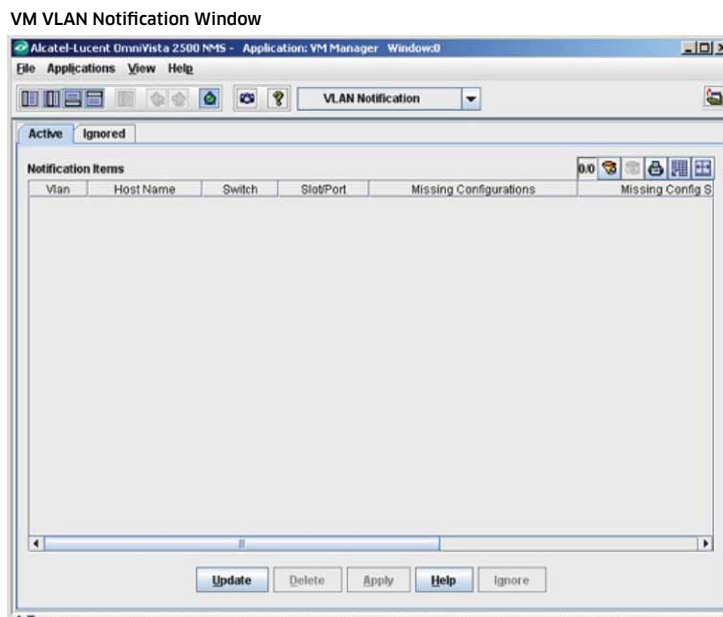 VM VLAN Notification Window
Alcatel-Lucent OmniVista 2500 NMS - Application: VM Manager Window:0
File Applications View Help
VLAN Notification
Active Ignored
Notification Items 0/0
Vlan Host Name Switch Slot/Port Missing Configurations Missing Config S
Update Delete Apply Help Ignore